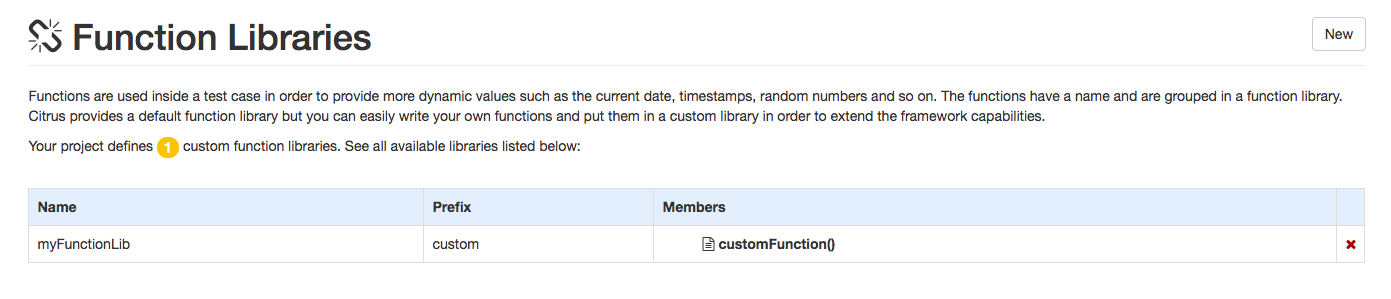 Function Libraries
New
Functions are used inside a test case in order to provide more dynamic values such as the current date, timestamps, random numbers and so on. The functions have a name and are grouped in a function library.
Citrus provides a default function library but you can easily write your own functions and put them in a custom library in order to extend the framework capabilities.
Your project defines 1 custom function libraries. See all available libraries listed below:
Name Prefix Members
myFunctionLib custom customFunction()